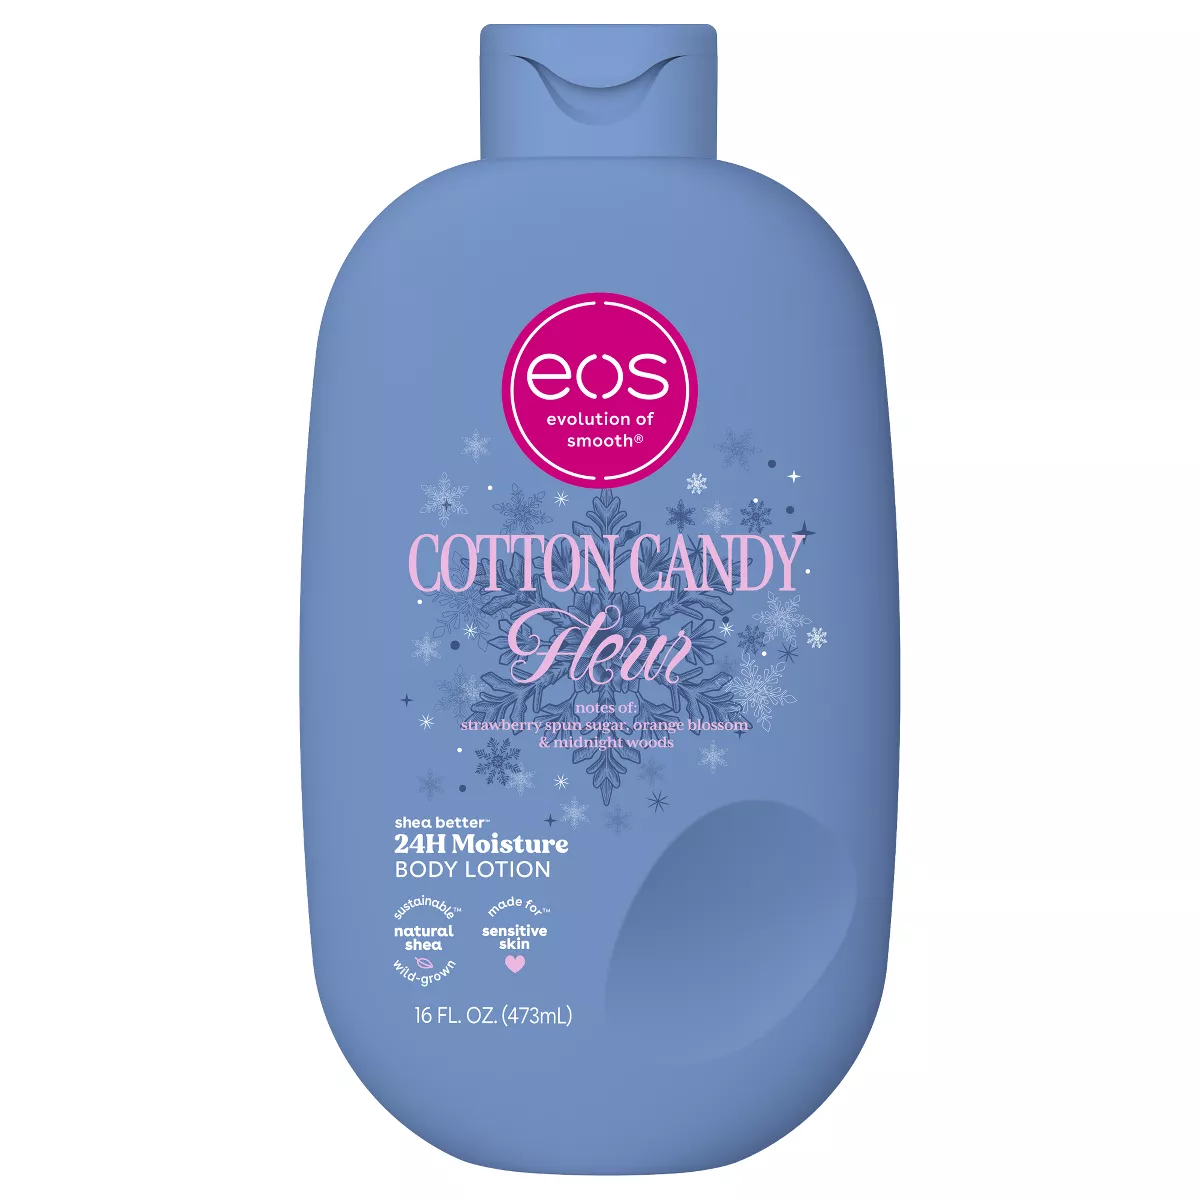 eos
evolution of
smooth®
COTTON CANDY
Fleur
notes of:
strawberry spun sugar, orange blossom
& midnight woods
shea better™
24H Moisture
BODY LOTION
sustainable™
natural
shea
wild-grown
made for™
sensitive
skin
16 FL. OZ. (473mL)